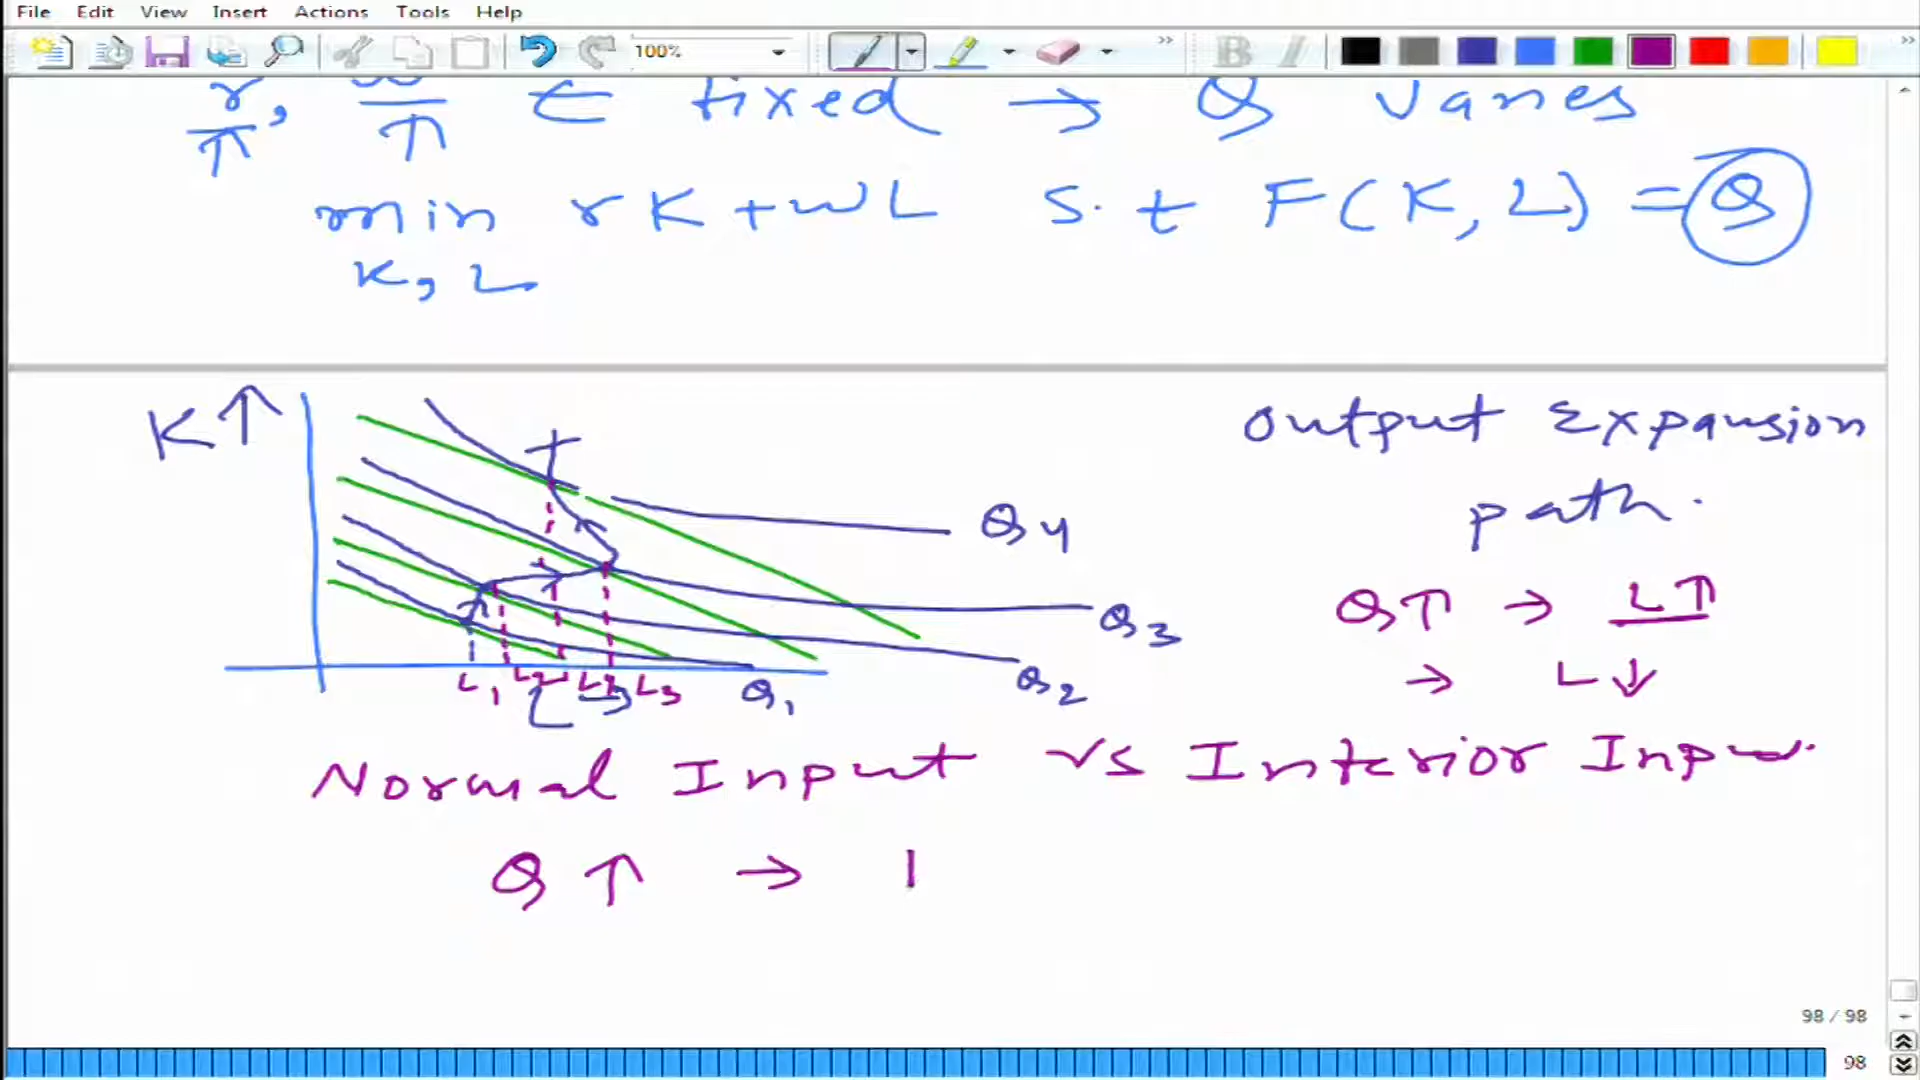 File Edit View Insert Actions Tools Help
100%
r/π, w/π ∈ fixed → Q varies
min rK + wL s.t F(K, L) = Q
K, L
K↑ Output Expansion
path.
Q4
Q↑ → L↑
Q3
→ L↓
Q2
L1 L2 L3 Q1
L →
Normal Input vs Interior Input
Q ↑ → I
98 / 98
98